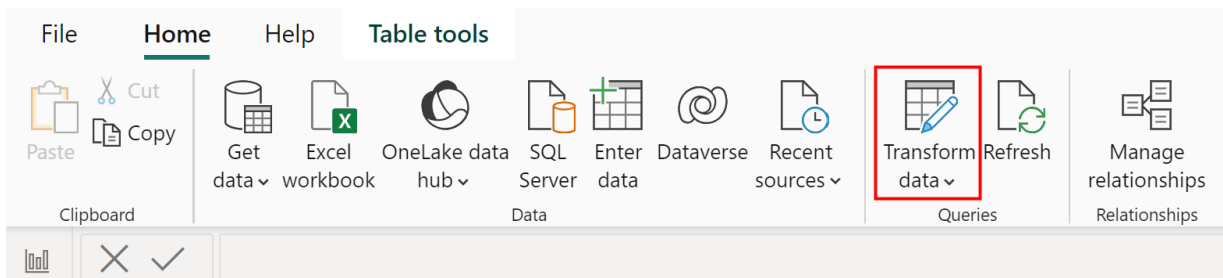 File Home Help Table tools
Cut
Copy
Paste
Get data
Excel workbook
OneLake data hub
SQL Server
Enter data
Dataverse
Recent sources
Transform data
Refresh
Manage relationships
Clipboard
Data
Queries
Relationships